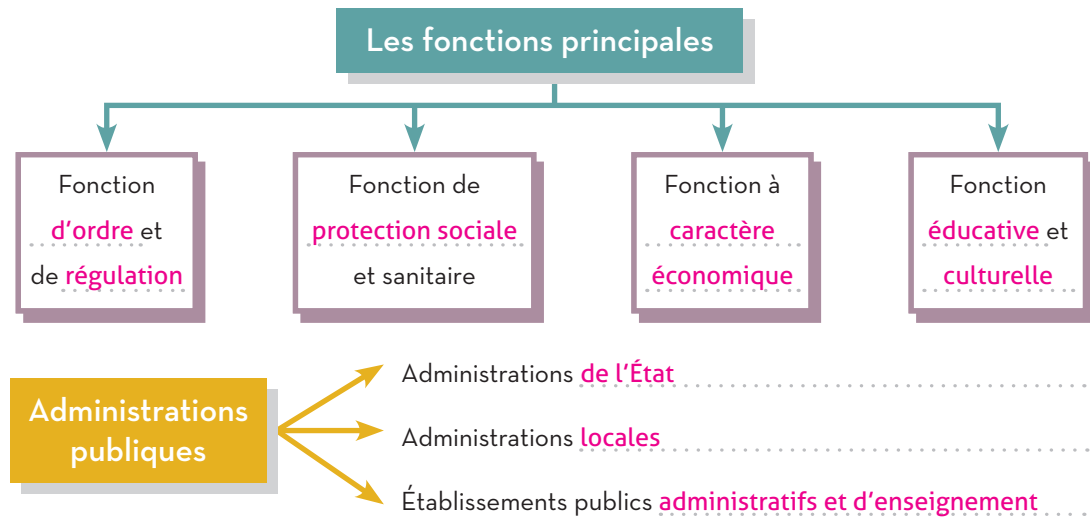 Les fonctions principales
Fonction
d'ordre et
de régulation
Fonction de
protection sociale
et sanitaire
Fonction à
caractère
économique
Fonction
éducative et
culturelle
Administrations
publiques
Administrations de l'État
Administrations locales
Établissements publics administratifs et d'enseignement